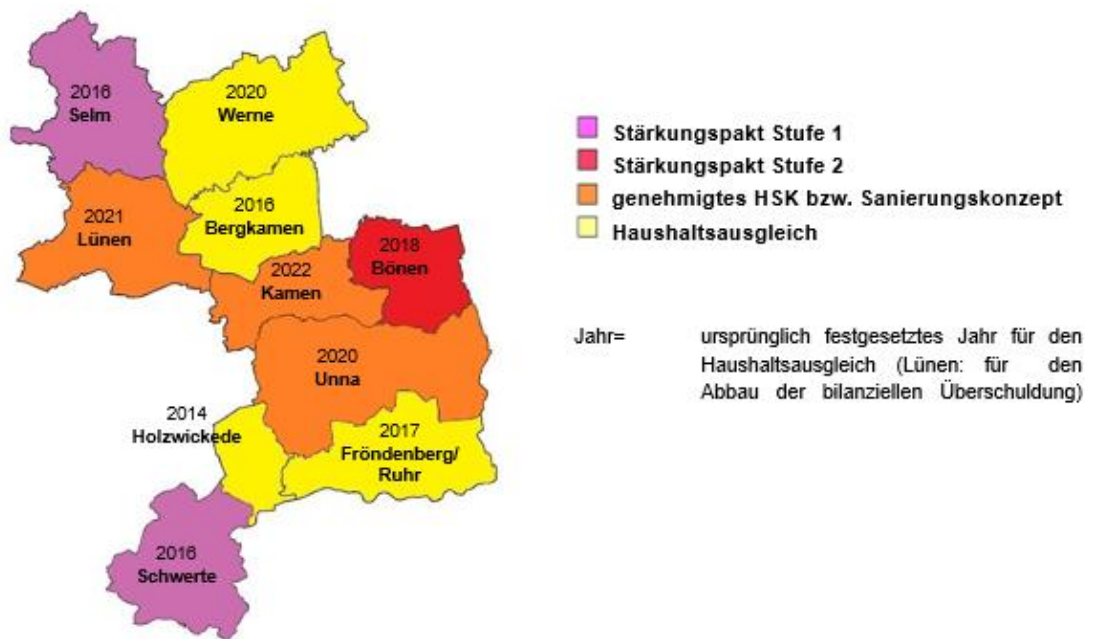 2016
Selm
2020
Werne
2021
Lünen
2016
Bergkamen
2018
Bönen
2022
Kamen
2020
Unna
2014
Holzwickede
2017
Fröndenberg/
Ruhr
2016
Schwerte
Stärkungspakt Stufe 1
Stärkungspakt Stufe 2
genehmigtes HSK bzw. Sanierungskonzept
Haushaltsausgleich
Jahr= ursprünglich festgesetztes Jahr für den
Haushaltsausgleich (Lünen: für den
Abbau der bilanziellen Überschuldung)